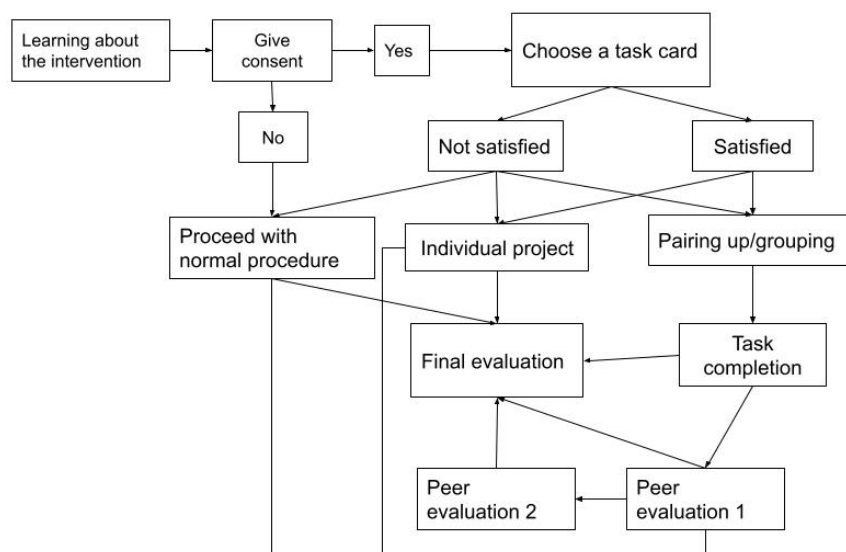 Learning about
the intervention
Give
consent
Yes
Choose a task card
No
Not satisfied
Satisfied
Proceed with
normal procedure
Individual project
Pairing up/grouping
Final evaluation
Task
completion
Peer
evaluation 2
Peer
evaluation 1